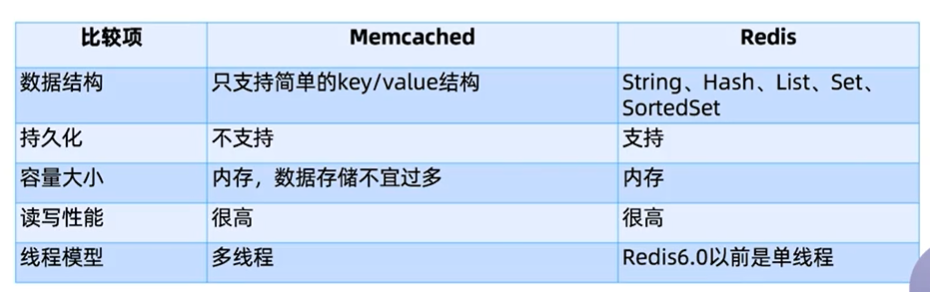 比较项 Memcached Redis
数据结构 只支持简单的key/value结构 String、Hash、List、Set、
SortedSet
持久化 不支持 支持
容量大小 内存，数据存储不宜过多 内存
读写性能 很高 很高
线程模型 多线程 Redis6.0以前是单线程